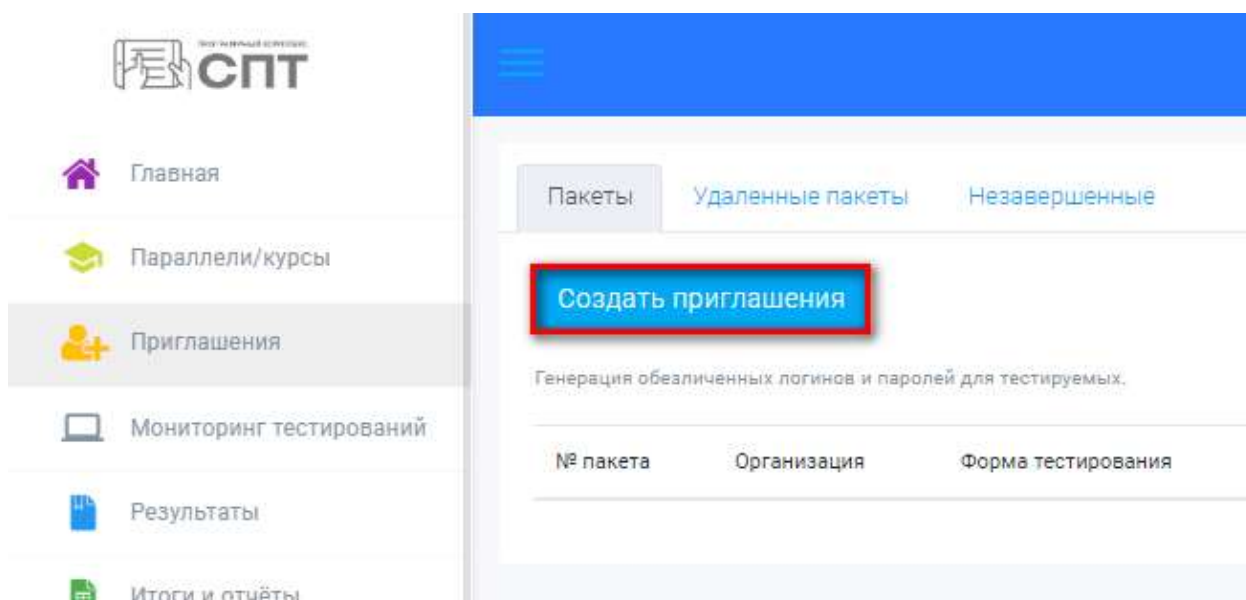 СПТ
Главная
Параллели/курсы
Приглашения
Мониторинг тестирований
Результаты
Итоги и отчёты
Пакеты Удаленные пакеты Незавершенные
Создать приглашения
Генерация обезличенных логинов и паролей для тестируемых.
№ пакета Организация Форма тестирования